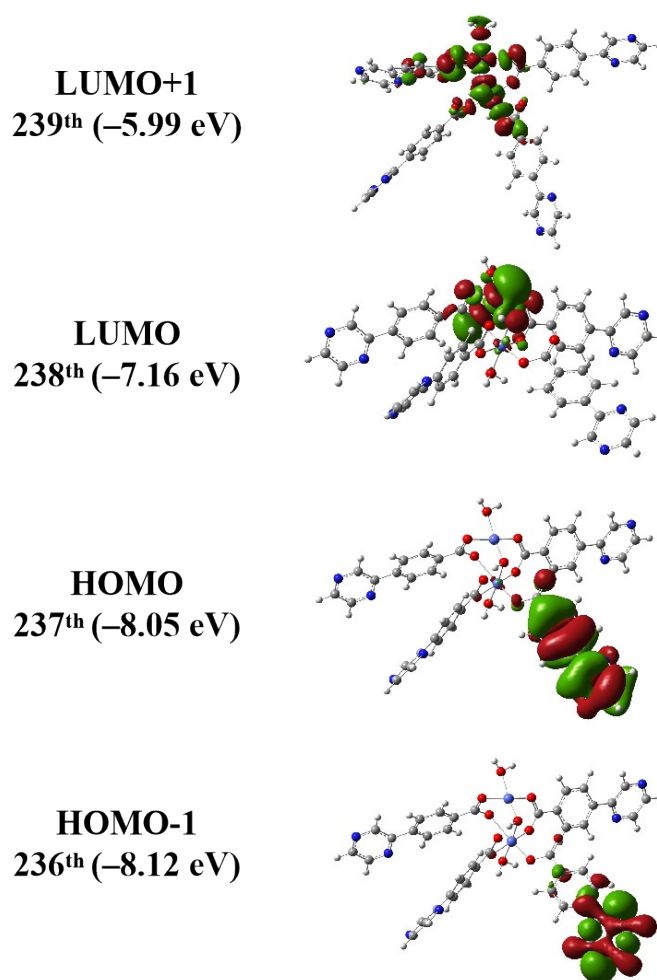 LUMO+1
239th (–5.99 eV)
LUMO
238th (–7.16 eV)
HOMO
237th (–8.05 eV)
HOMO-1
236th (–8.12 eV)